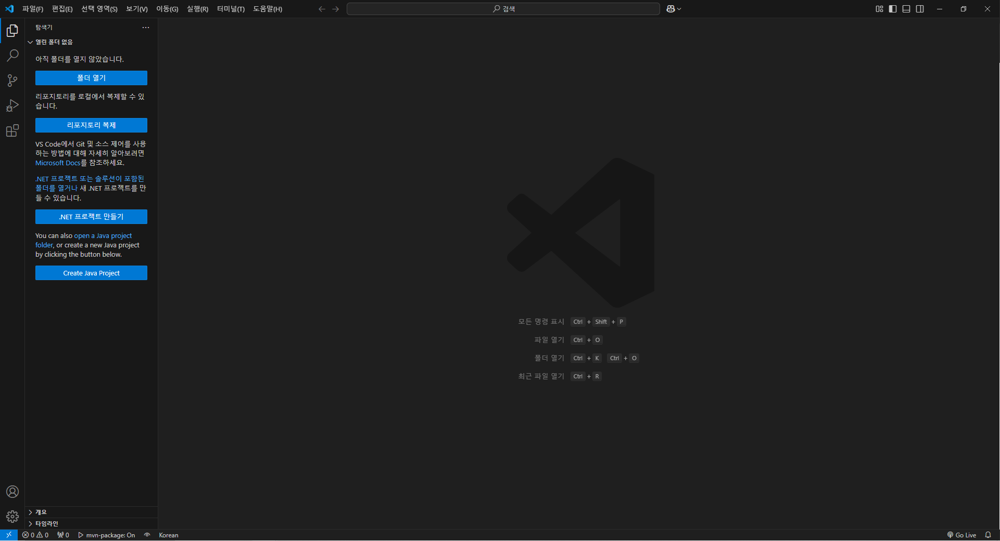 파일(F) 편집(E) 선택 영역(S) 보기(V) 이동(G) 실행(R) 터미널(T) 도움말(H)
검색
탐색기
열린 폴더 없음
아직 폴더를 열지 않았습니다.
폴더 열기
리포지토리를 로컬에서 복제할 수 있
습니다.
리포지토리 복제
VS Code에서 Git 및 소스 제어를 사용
하는 방법에 대해 자세히 알아보려면
Microsoft Docs를 참조하세요.
.NET 프로젝트 또는 솔루션이 포함된
폴더를 열거나 새 .NET 프로젝트를 만
들 수 있습니다.
.NET 프로젝트 만들기
You can also open a Java project
folder, or create a new Java project
by clicking the button below.
Create Java Project
모든 명령 표시 Ctrl + Shift + P
파일 열기 Ctrl + O
폴더 열기 Ctrl + K Ctrl + O
최근 파일 열기 Ctrl + R
개요
타임라인
0 0 0 mvn-package: On Korean Go Live